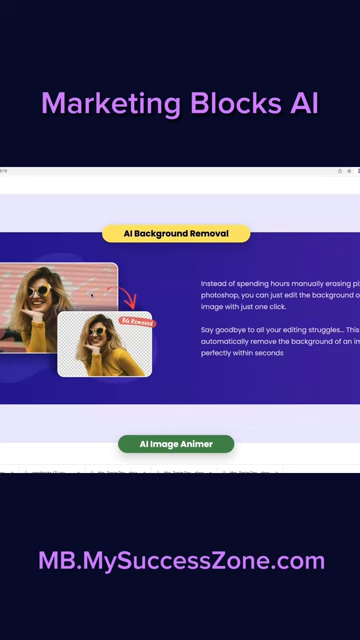 Marketing Blocks AI
AI Background Removal
Instead of spending hours manually erasing
photoshop, you can just edit the background
image with just one click.
BG Removed
Say goodbye to all your editing struggles... This
automatically remove the background of an
perfectly within seconds
AI Image Animer
MB.MySuccessZone.com